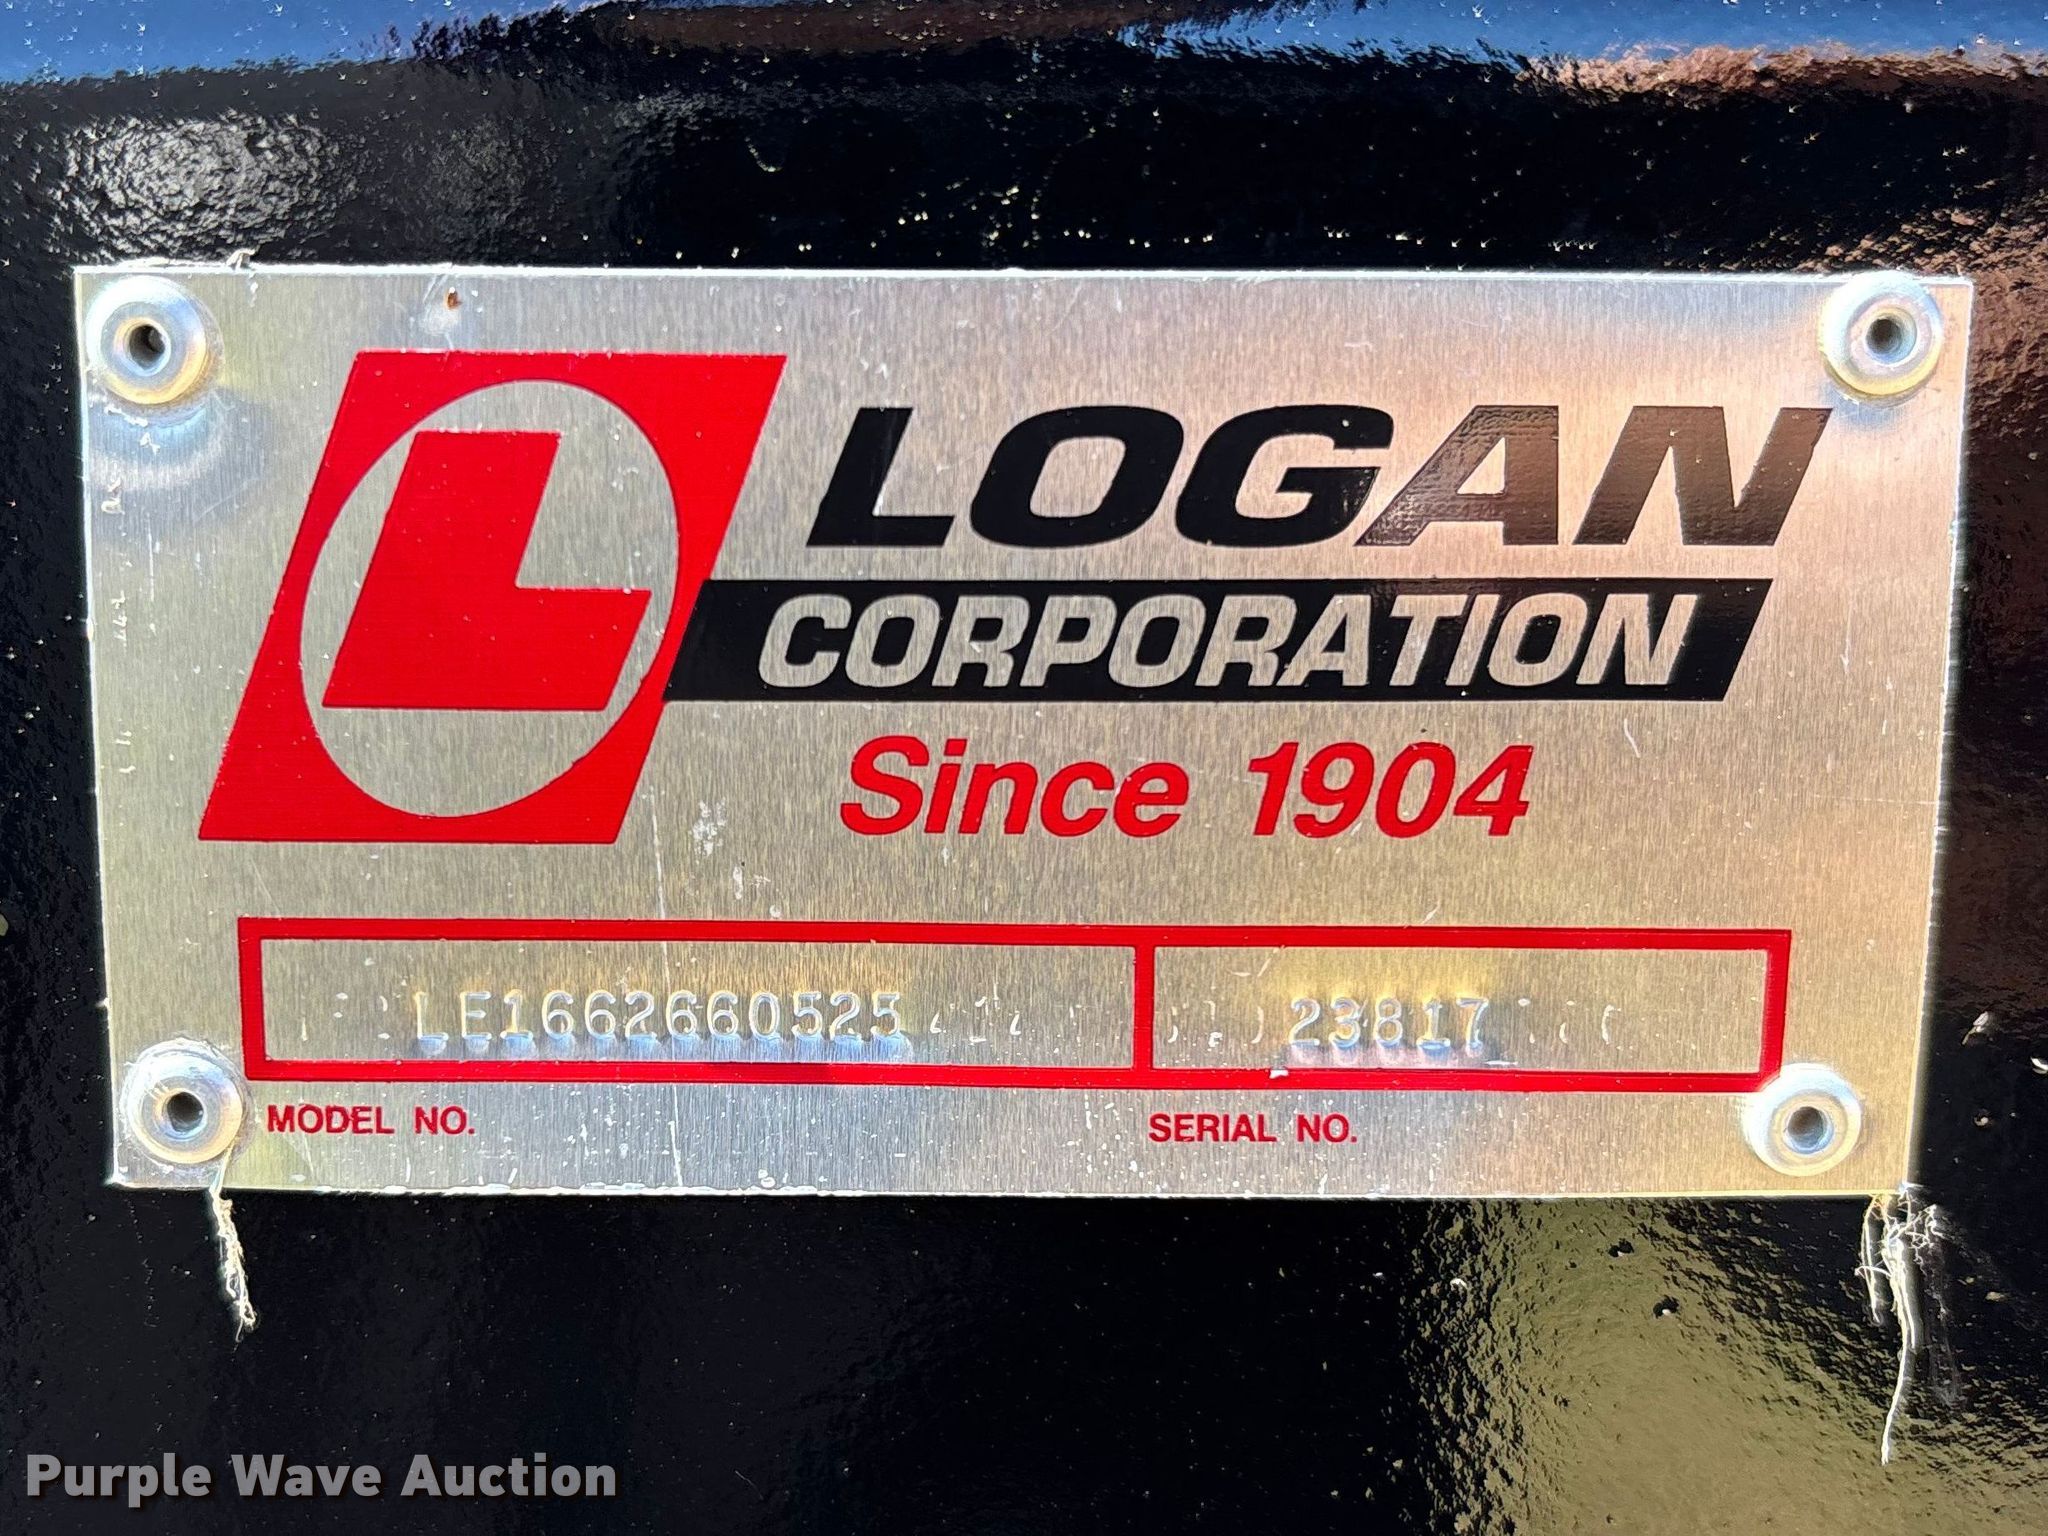 L
LOGAN
CORPORATION
Since 1904
LE1662660525
23817
MODEL NO.
SERIAL NO.
Purple Wave Auction